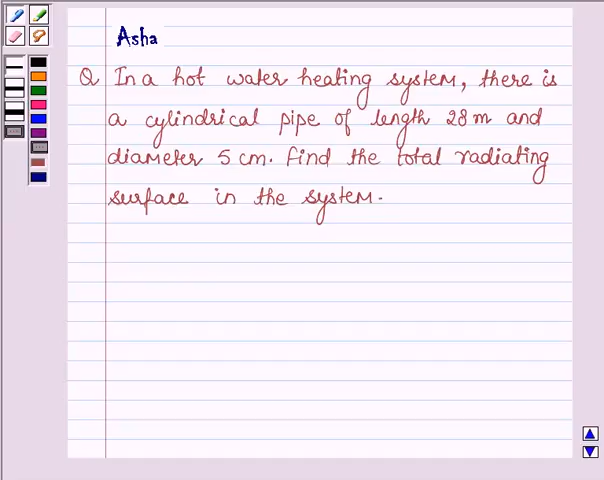 Asha
Q In a hot water heating system, there is
a cylindrical pipe of length 28 m and
diameter 5 cm. Find the total radiating
surface in the system.